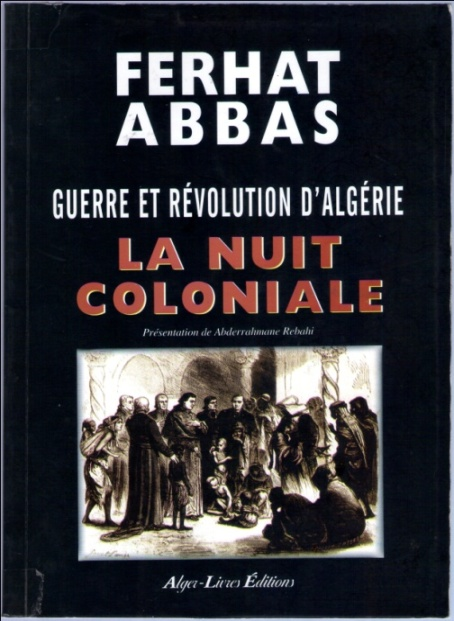 FERHAT
ABBAS
GUERRE ET RÉVOLUTION D'ALGÉRIE
LA NUIT
COLONIALE
Présentation de Abderrahmane Rebahi
Alger-Livres Éditions